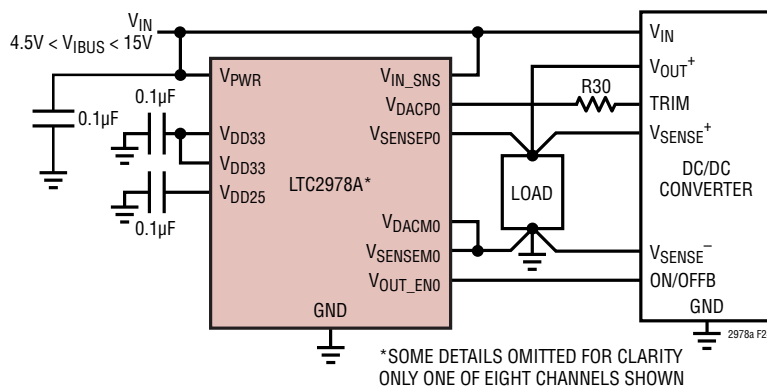 V_IN
4.5V < V_IBUS < 15V
0.1µF
0.1µF
0.1µF
V_PWR
V_DD33
V_DD33
V_DD25
LTC2978A*
V_IN_SNS
V_DACP0
V_SENSEP0
V_DACM0
V_SENSEM0
V_OUT_EN0
GND
R30
LOAD
V_IN
V_OUT+
TRIM
V_SENSE+
DC/DC
CONVERTER
V_SENSE−
ON/OFFB
GND
2978a F2
*SOME DETAILS OMITTED FOR CLARITY
ONLY ONE OF EIGHT CHANNELS SHOWN